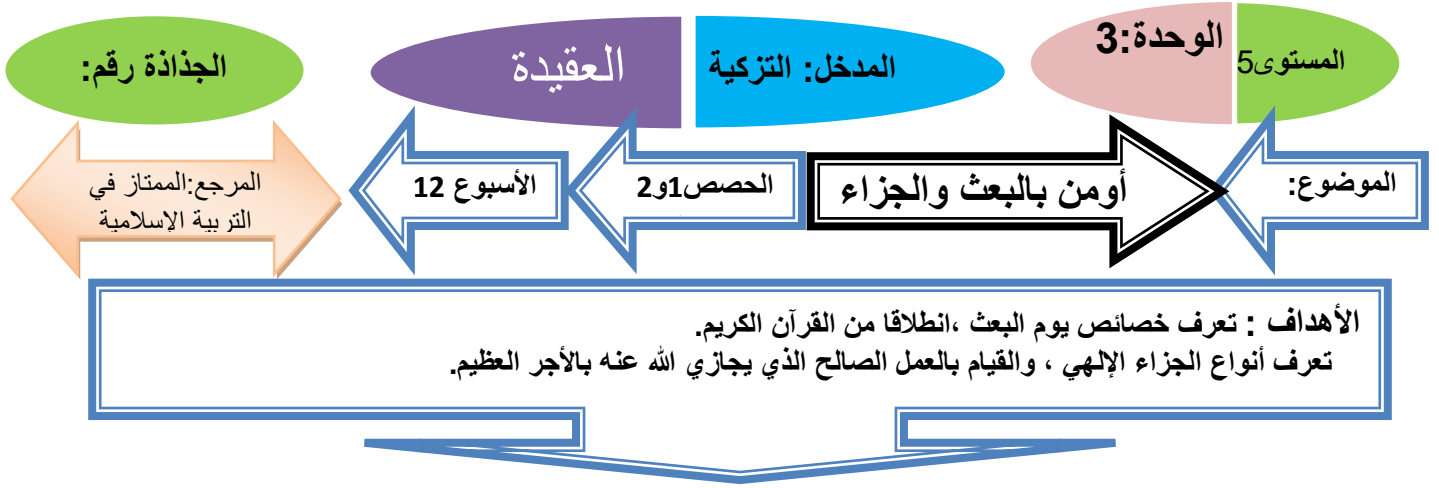 المستوى5
الوحدة:3
المدخل: التزكية
العقيدة
الجذاذة رقم:
الموضوع:
أومن بالبعث والجزاء
الحصص1و2
الأسبوع 12
المرجع:الممتاز في
التربية الإسلامية
الأهداف : تعرف خصائص يوم البعث ،انطلاقا من القرآن الكريم.
تعرف أنواع الجزاء الإلهي ، والقيام بالعمل الصالح الذي يجازي الله عنه بالأجر العظيم.